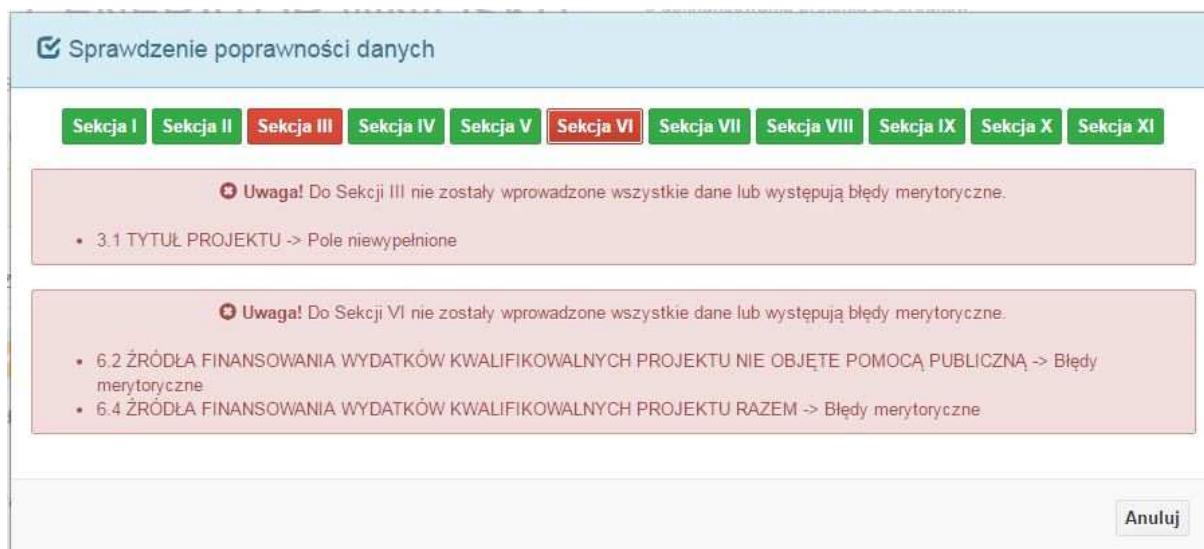 Sprawdzenie poprawności danych
Sekcja I Sekcja II Sekcja III Sekcja IV Sekcja V Sekcja VI Sekcja VII Sekcja VIII Sekcja IX Sekcja X Sekcja XI
Uwaga! Do Sekcji III nie zostały wprowadzone wszystkie dane lub występują błędy merytoryczne.
• 3.1 TYTUŁ PROJEKTU -> Pole niewypełnione
Uwaga! Do Sekcji VI nie zostały wprowadzone wszystkie dane lub występują błędy merytoryczne.
• 6.2 ŹRÓDŁA FINANSOWANIA WYDATKÓW KWALIFIKOWALNYCH PROJEKTU NIE OBJĘTE POMOCĄ PUBLICZNĄ -> Błędy
merytoryczne
• 6.4 ŹRÓDŁA FINANSOWANIA WYDATKÓW KWALIFIKOWALNYCH PROJEKTU RAZEM -> Błędy merytoryczne
Anuluj